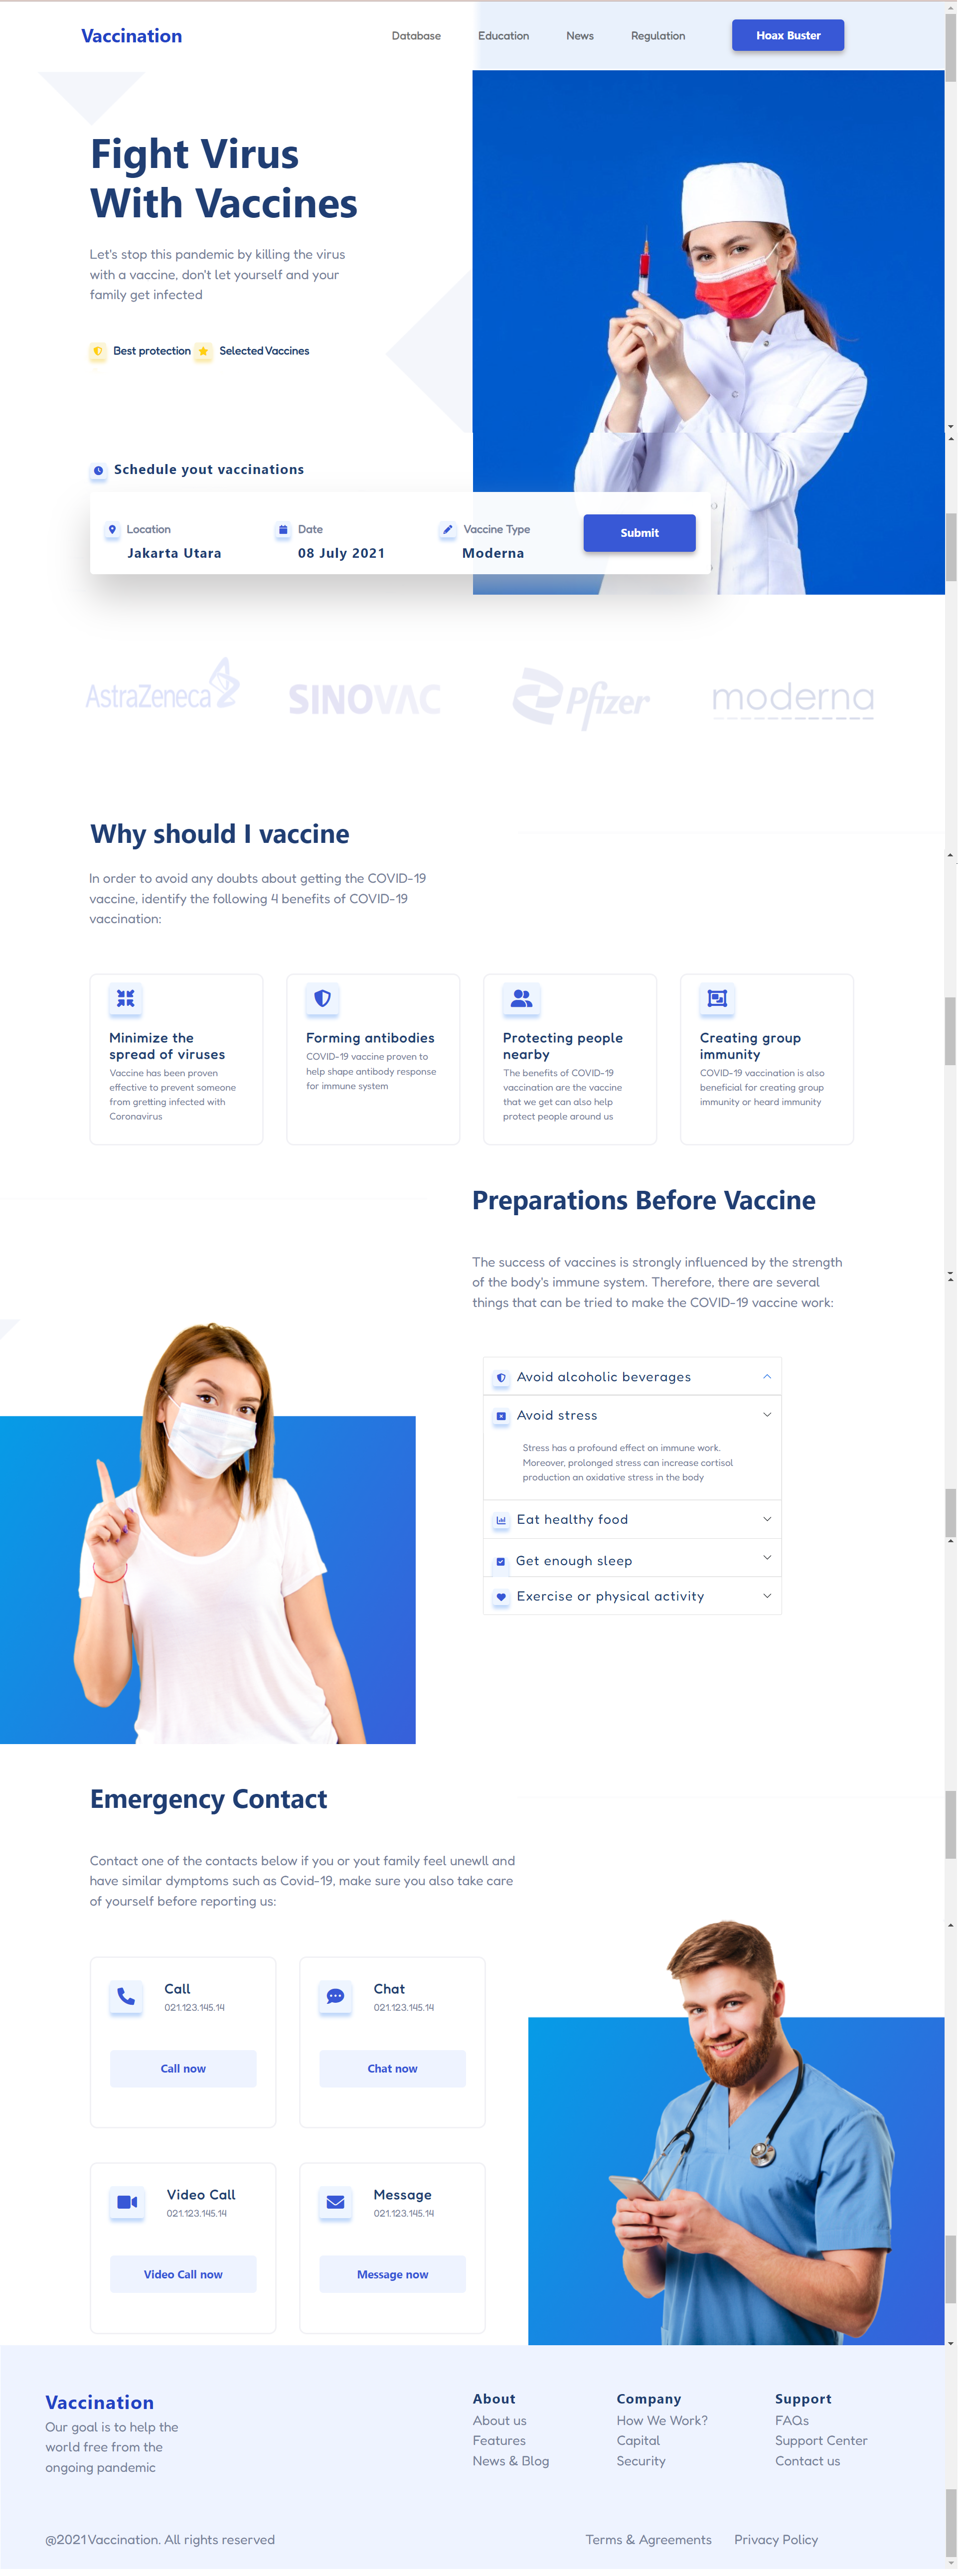 Vaccination
Database Education News Regulation Hoax Buster
Fight Virus
With Vaccines
Let's stop this pandemic by killing the virus
with a vaccine, don't let yourself and your
family get infected
Best protection Selected Vaccines
Schedule yout vaccinations
Location Date Vaccine Type
Jakarta Utara 08 July 2021 Moderna
Submit
AstraZeneca SINOVAC Pfizer moderna
Why should I vaccine
In order to avoid any doubts about getting the COVID-19
vaccine, identify the following 4 benefits of COVID-19
vaccination:
Minimize the
spread of viruses
Vaccine has been proven
effective to prevent someone
from gretting infected with
Coronavirus
Forming antibodies
COVID-19 vaccine proven to
help shape antibody response
for immune system
Protecting people
nearby
The benefits of COVID-19
vaccination are the vaccine
that we get can also help
protect people around us
Creating group
immunity
COVID-19 vaccination is also
beneficial for creating group
immunity or heard immunity
Preparations Before Vaccine
The success of vaccines is strongly influenced by the strength
of the body's immune system. Therefore, there are several
things that can be tried to make the COVID-19 vaccine work:
Avoid alcoholic beverages
Avoid stress
Stress has a profound effect on immune work.
Moreover, prolonged stress can increase cortisol
production an oxidative stress in the body
Eat healthy food
Get enough sleep
Exercise or physical activity
Emergency Contact
Contact one of the contacts below if you or yout family feel unewll and
have similar dymptoms such as Covid-19, make sure you also take care
of yourself before reporting us:
Call
021.123.145.14
Call now
Chat
021.123.145.14
Chat now
Video Call
021.123.145.14
Video Call now
Message
021.123.145.14
Message now
Vaccination
Our goal is to help the
world free from the
ongoing pandemic
About
About us
Features
News & Blog
Company
How We Work?
Capital
Security
Support
FAQs
Support Center
Contact us
@2021Vaccination. All rights reserved
Terms & Agreements Privacy Policy